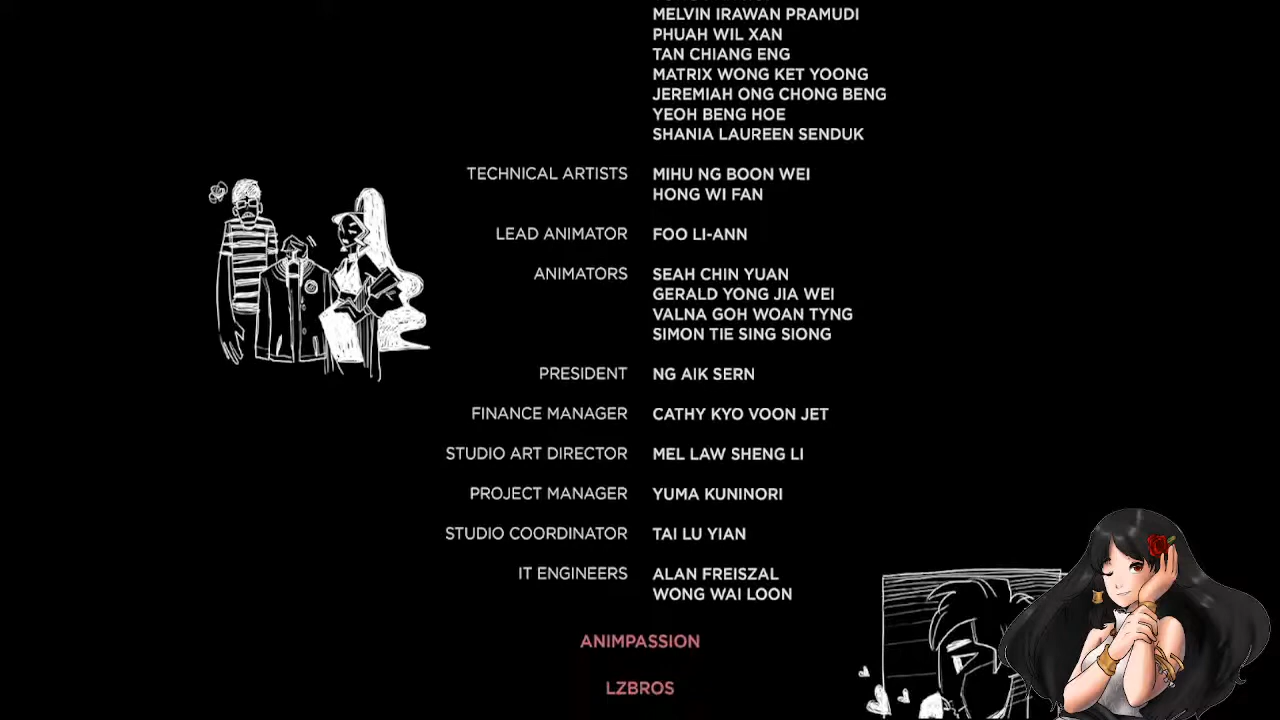 MELVIN IRAWAN PRAMUDI
PHUAH WIL XAN
TAN CHIANG ENG
MATRIX WONG KET YOONG
JEREMIAH ONG CHONG BENG
YEOH BENG HOE
SHANIA LAUREEN SENDUK
TECHNICAL ARTISTS MIHU NG BOON WEI
HONG WI FAN
LEAD ANIMATOR FOO LI-ANN
ANIMATORS SEAH CHIN YUAN
GERALD YONG JIA WEI
VALNA GOH WOAN TYNG
SIMON TIE SING SIONG
PRESIDENT NG AIK SERN
FINANCE MANAGER CATHY KYO VOON JET
STUDIO ART DIRECTOR MEL LAW SHENG LI
PROJECT MANAGER YUMA KUNINORI
STUDIO COORDINATOR TAI LU YIAN
IT ENGINEERS ALAN FREISZAL
WONG WAI LOON
ANIMPASSION
LZBROS